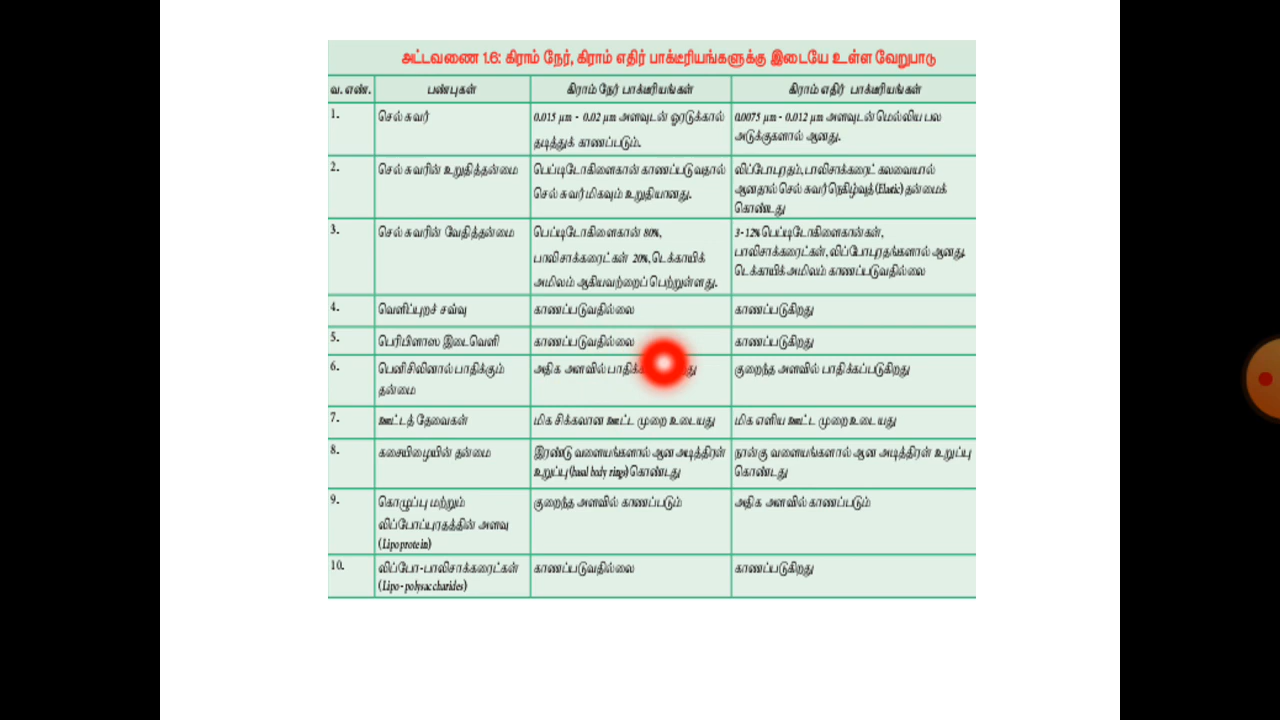 அட்டவணை 1.6: கிராம் நேர், கிராம் எதிர் பாக்டீரியங்களுக்கு இடையே உள்ள வேறுபாடு
வ. எண். பண்புகள் கிராம் நேர் பாக்டீரியங்கள் கிராம் எதிர் பாக்டீரியங்கள்
1. செல் சுவர்
0.015 µm - 0.02 µm அளவுடன் ஓரடுக்கால்
தடித்துக் காணப்படும்.
0.0075 µm - 0.012 µm அளவுடன் மெல்லிய பல
அடுக்குகளால் ஆனது.
2. செல் சுவரின் உறுதித்தன்மை
பெப்டிடோகிளைகான் காணப்படுவதால்
செல் சுவர் மிகவும் உறுதியானது.
லிப்போபுரதம், பாலிசாக்கரைட் கலவையால்
ஆனதால் செல் சுவர் நெகிழ்வுத் (Elastic) தன்மைக்
கொண்டது
3. செல் சுவரின் வேதித்தன்மை
பெப்டிடோகிளைகான் 80%,
பாலிசாக்கரைட்கள் 20%, டெக்காயிக்
அமிலம் ஆகியவற்றைப் பெற்றுள்ளது.
3- 12% பெப்டிடோகிளைகான்கள்,
பாலிசாக்கரைட்கள், லிப்போபுரதங்களால் ஆனது.
டெக்காயிக் அமிலம் காணப்படுவதில்லை
4. வெளிப்புறச் சவ்வு காணப்படுவதில்லை காணப்படுகிறது
5. பெரிபிளாஸ இடைவெளி காணப்படுவதில்லை காணப்படுகிறது
6. பெனிசிலினால் பாதிக்கும்
தன்மை
அதிக அளவில்
குறைந்த அளவில் பாதிக்கப்படுகிறது
7. ஊட்டத் தேவைகள் மிக சிக்கலான ஊட்ட முறை உடையது மிக எளிய ஊட்ட முறை உடையது
8. கசையிழையின் தன்மை
இரண்டு வளையங்களால் ஆன அடித்திரள்
உறுப்பு (basal body rings) கொண்டது
நான்கு வளையங்களால் ஆன அடித்திரள் உறுப்பு
கொண்டது
9. கொழுப்பு மற்றும்
லிப்போப்புரதத்தின் அளவு
(Lipoprotein)
குறைந்த அளவில் காணப்படும்
அதிக அளவில் காணப்படும்
10. லிப்போ-பாலிசாக்கரைட்கள்
(Lipo - polysaccharides)
காணப்படுவதில்லை
காணப்படுகிறது